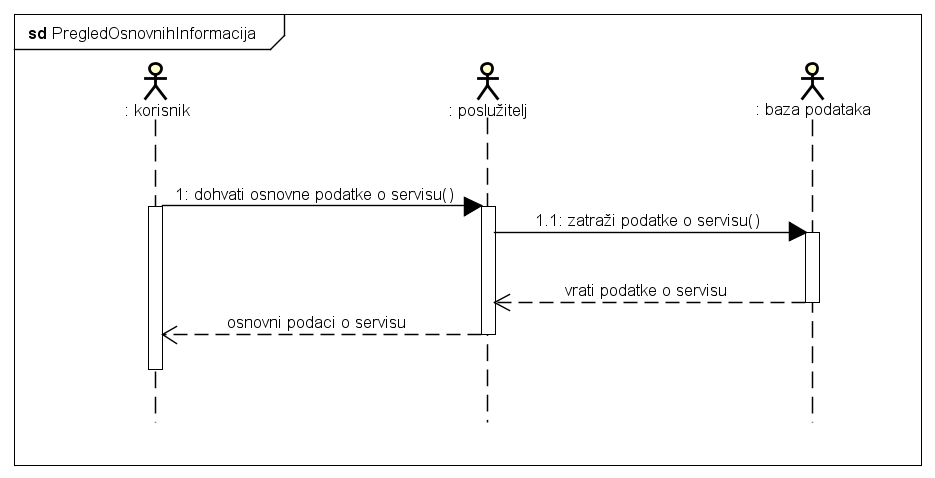 sd PregledOsnovnihInformacija
: korisnik
: poslužitelj
: baza podataka
1: dohvati osnovne podatke o servisu()
1.1: zatraži podatke o servisu()
vrati podatke o servisu
osnovni podaci o servisu